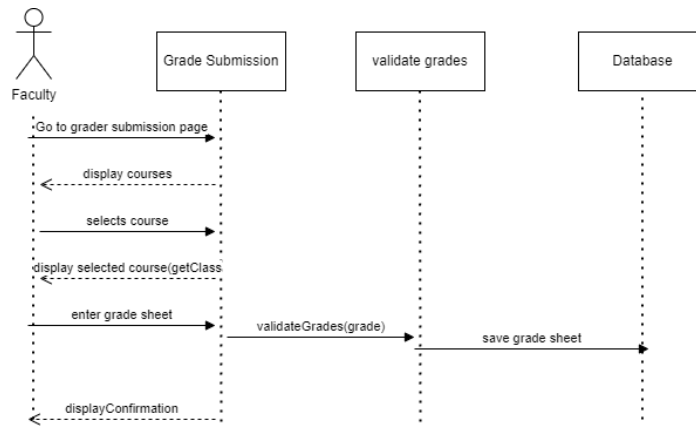 Grade Submission
validate grades
Database
Faculty
Go to grader submission page
display courses
selects course
display selected course(getClass
enter grade sheet
validateGrades(grade)
save grade sheet
displayConfirmation